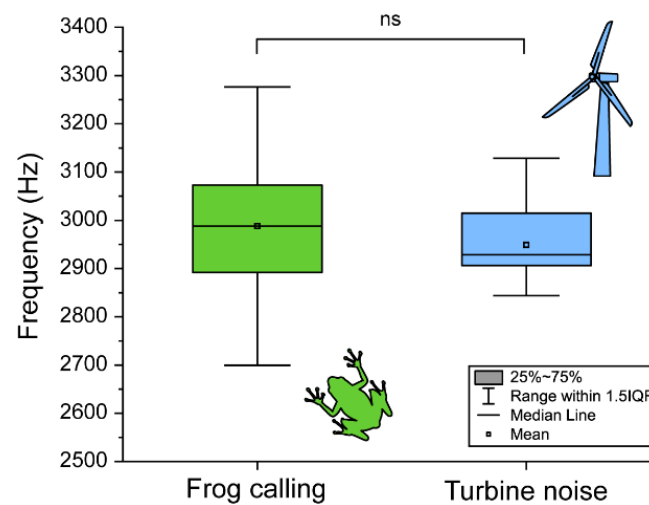 ns
3400
3300
3200
3100
3000
2900
2800
2700
2600
2500
Frequency (Hz)
25%~75%
Range within 1.5IQR
Median Line
Mean
Frog calling
Turbine noise